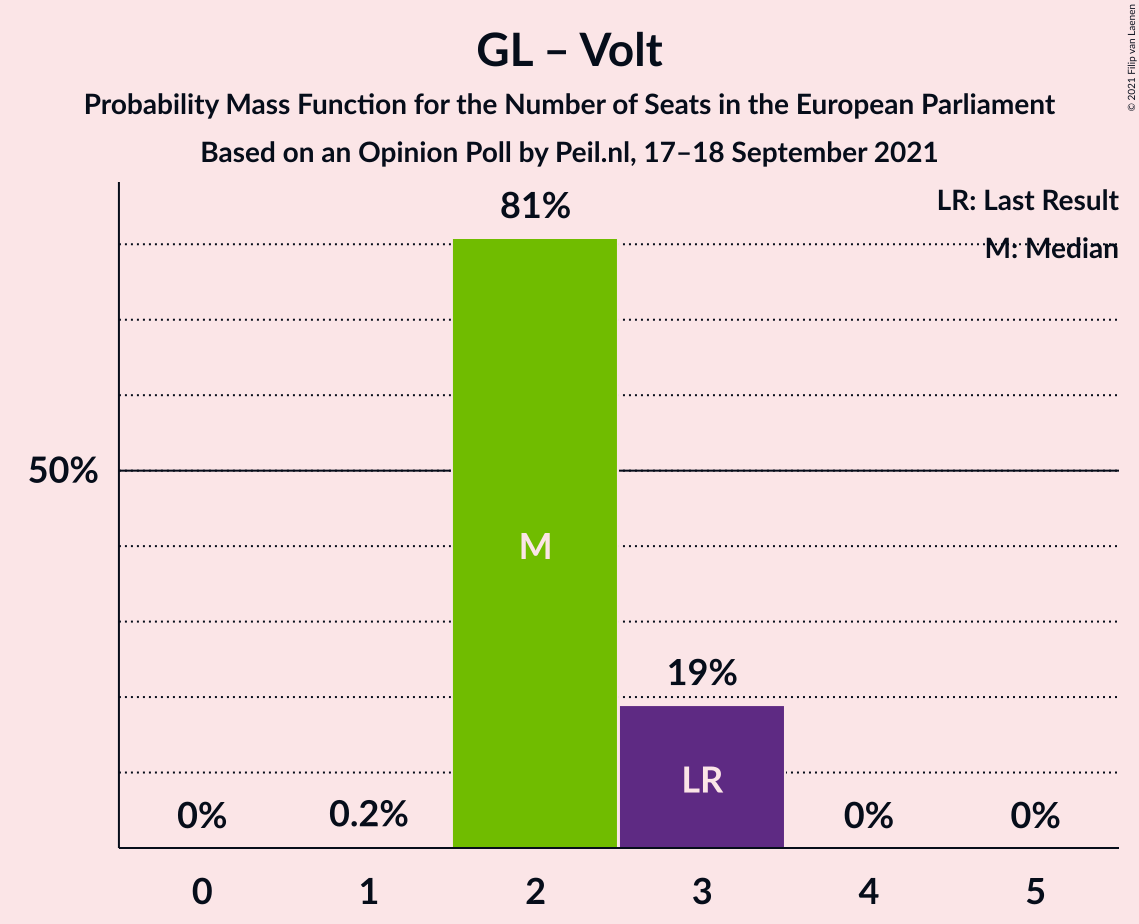 GL – Volt
Probability Mass Function for the Number of Seats in the European Parliament
Based on an Opinion Poll by Peil.nl, 17–18 September 2021
© 2021 Filip van Laenen
LR: Last Result
M: Median
81%
50%
M
19%
LR
0%
0.2%
0%
0%
0 1 2 3 4 5